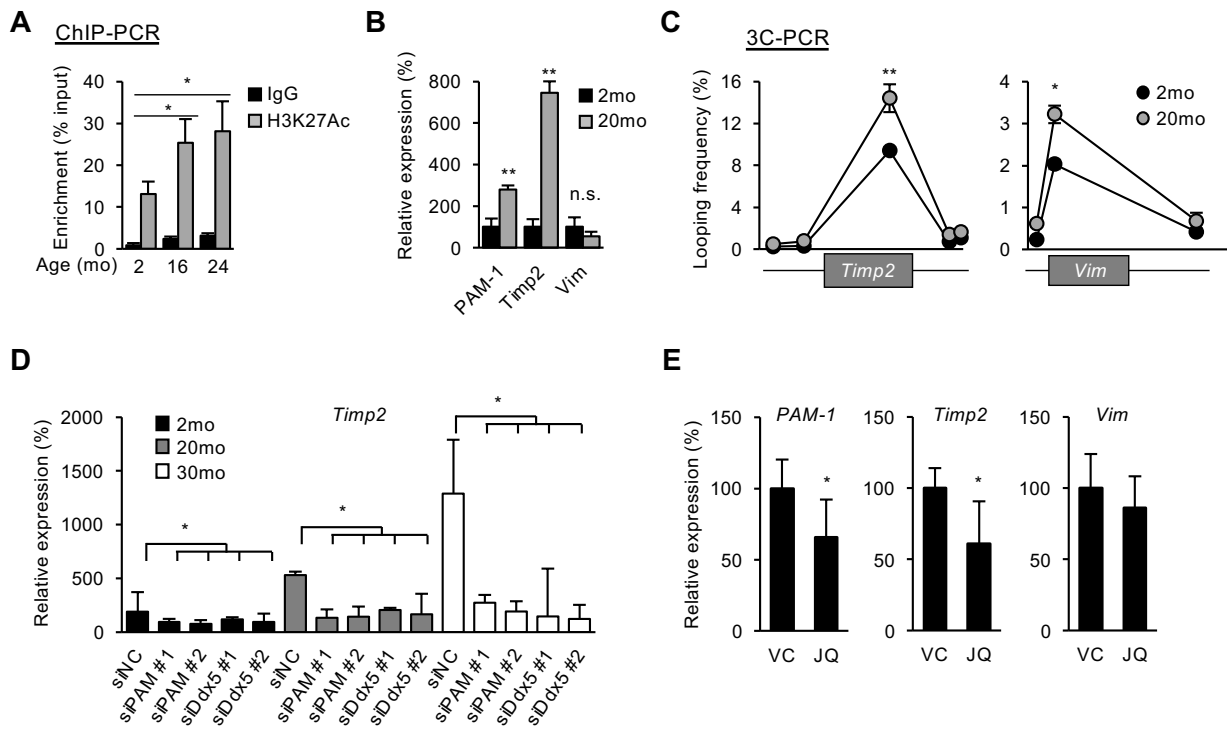 A
ChIP-PCR
Enrichment (% input)
40
30
20
10
0
*
*
IgG
H3K27Ac
Age (mo)
2 16 24
B
Relative expression (%)
800
600
400
200
0
**
**
n.s.
2mo
20mo
PAM-1
Timp2
Vim
C
3C-PCR
Looping frequency (%)
16
12
8
4
0
**
Timp2
4
3
2
1
0
*
2mo
20mo
Vim
D
Relative expression (%)
2000
1500
1000
500
0
2mo
20mo
30mo
Timp2
*
*
*
siNC
siPAM #1
siPAM #2
siDdx5 #1
siDdx5 #2
siNC
siPAM #1
siPAM #2
siDdx5 #1
siDdx5 #2
siNC
siPAM #1
siPAM #2
siDdx5 #1
siDdx5 #2
E
Relative expression (%)
150
100
50
0
PAM-1
*
VC JQ
150
100
50
0
Timp2
*
VC JQ
150
100
50
0
Vim
VC JQ